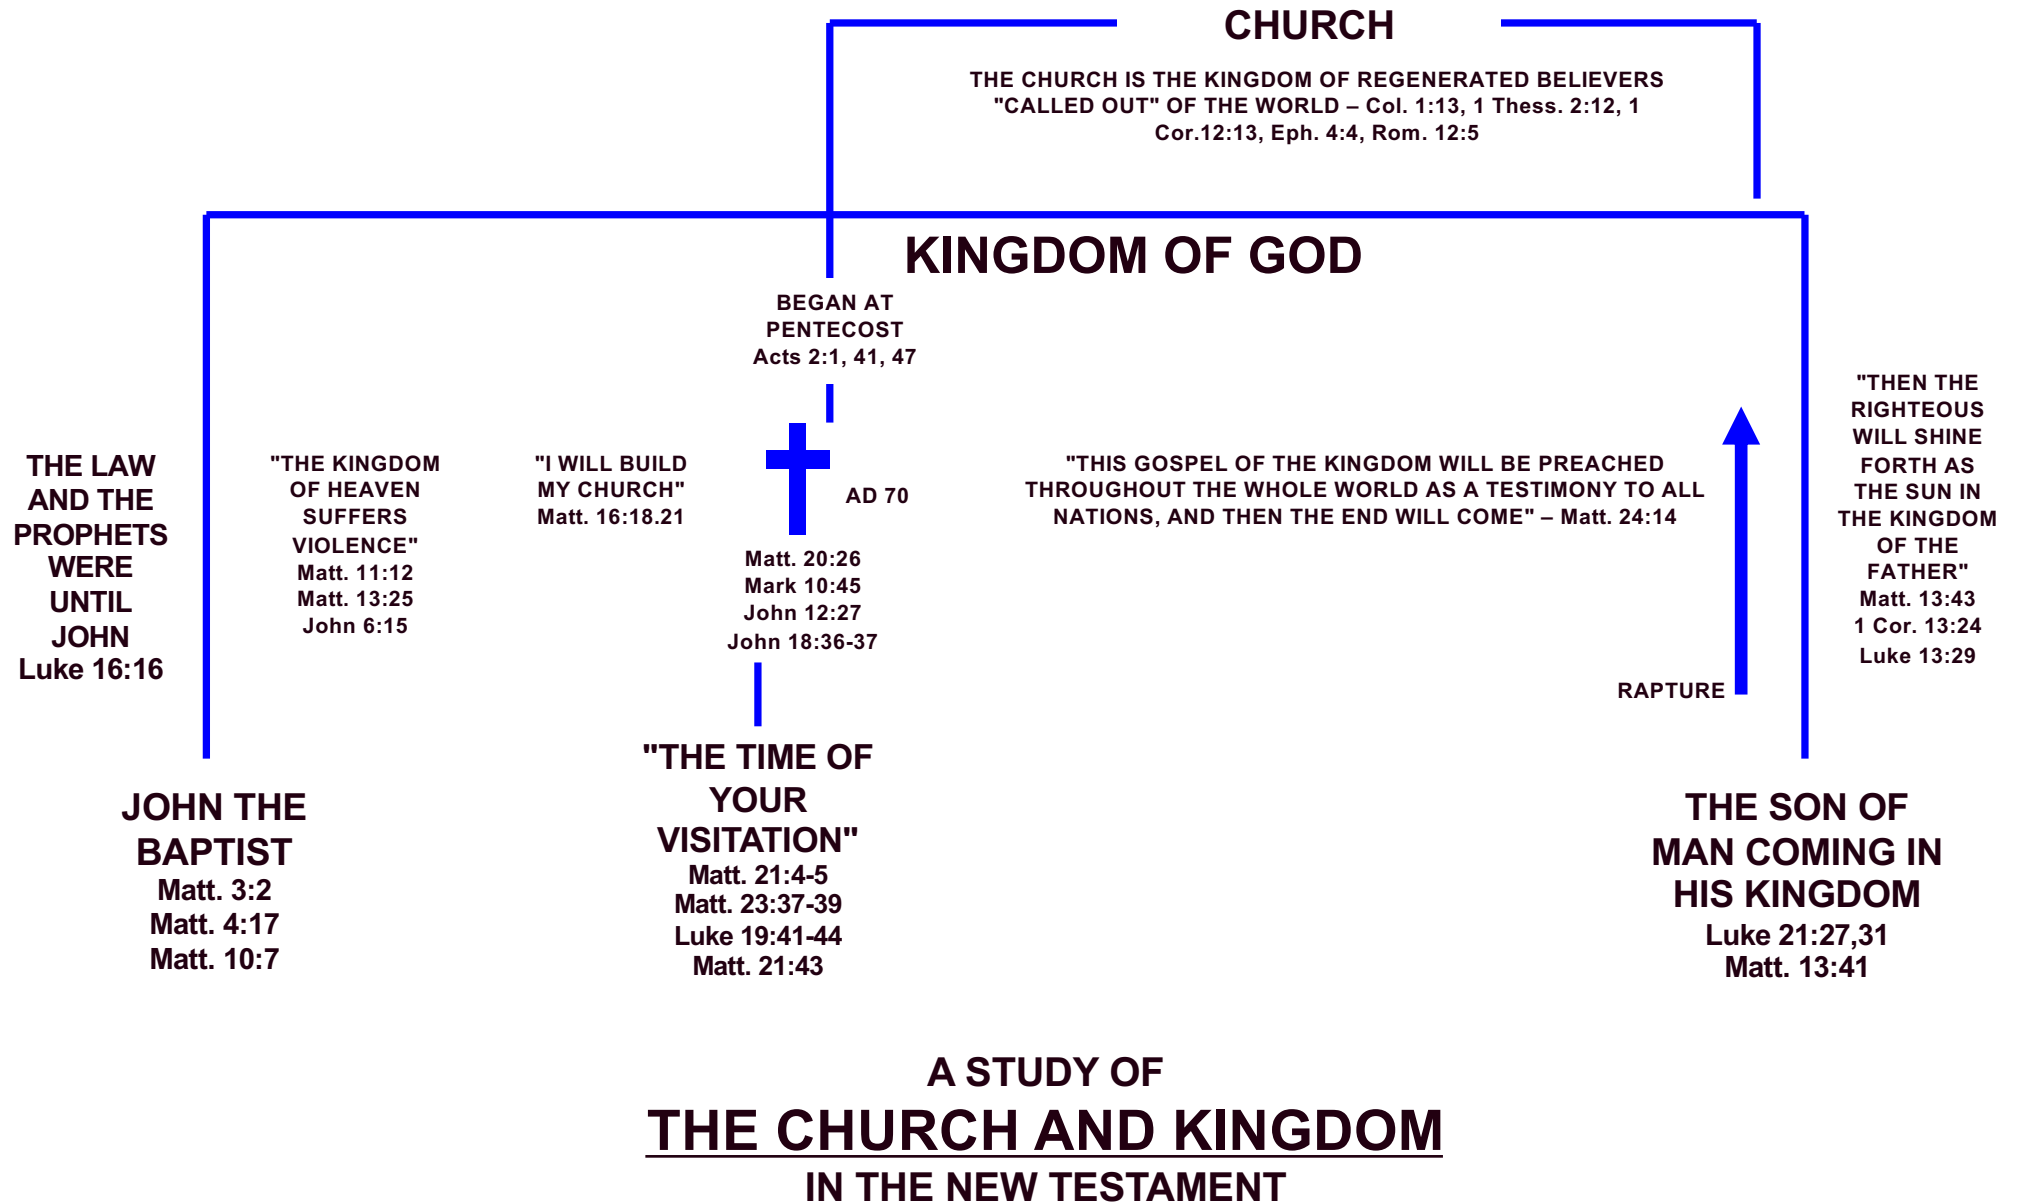 CHURCH
THE CHURCH IS THE KINGDOM OF REGENERATED BELIEVERS
"CALLED OUT" OF THE WORLD – Col. 1:13, 1 Thess. 2:12, 1
Cor.12:13, Eph. 4:4, Rom. 12:5
KINGDOM OF GOD
BEGAN AT
PENTECOST
Acts 2:1, 41, 47
THE LAW
AND THE
PROPHETS
WERE
UNTIL
JOHN
Luke 16:16
"THE KINGDOM
OF HEAVEN
SUFFERS
VIOLENCE"
Matt. 11:12
Matt. 13:25
John 6:15
"I WILL BUILD
MY CHURCH"
Matt. 16:18.21
AD 70
Matt. 20:26
Mark 10:45
John 12:27
John 18:36-37
"THIS GOSPEL OF THE KINGDOM WILL BE PREACHED
THROUGHOUT THE WHOLE WORLD AS A TESTIMONY TO ALL
NATIONS, AND THEN THE END WILL COME" – Matt. 24:14
RAPTURE
"THEN THE
RIGHTEOUS
WILL SHINE
FORTH AS
THE SUN IN
THE KINGDOM
OF THE
FATHER"
Matt. 13:43
1 Cor. 13:24
Luke 13:29
JOHN THE
BAPTIST
Matt. 3:2
Matt. 4:17
Matt. 10:7
"THE TIME OF
YOUR
VISITATION"
Matt. 21:4-5
Matt. 23:37-39
Luke 19:41-44
Matt. 21:43
THE SON OF
MAN COMING IN
HIS KINGDOM
Luke 21:27,31
Matt. 13:41
A STUDY OF
THE CHURCH AND KINGDOM
IN THE NEW TESTAMENT